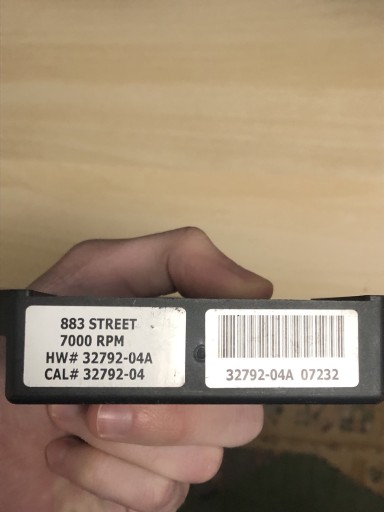 883 STREET
7000 RPM
HW# 32792-04A
CAL# 32792-04
32792-04A 07232